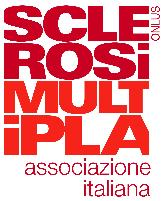 SCLE
ROSi
MULT
iPLA
ONLUS
associazione
italiana